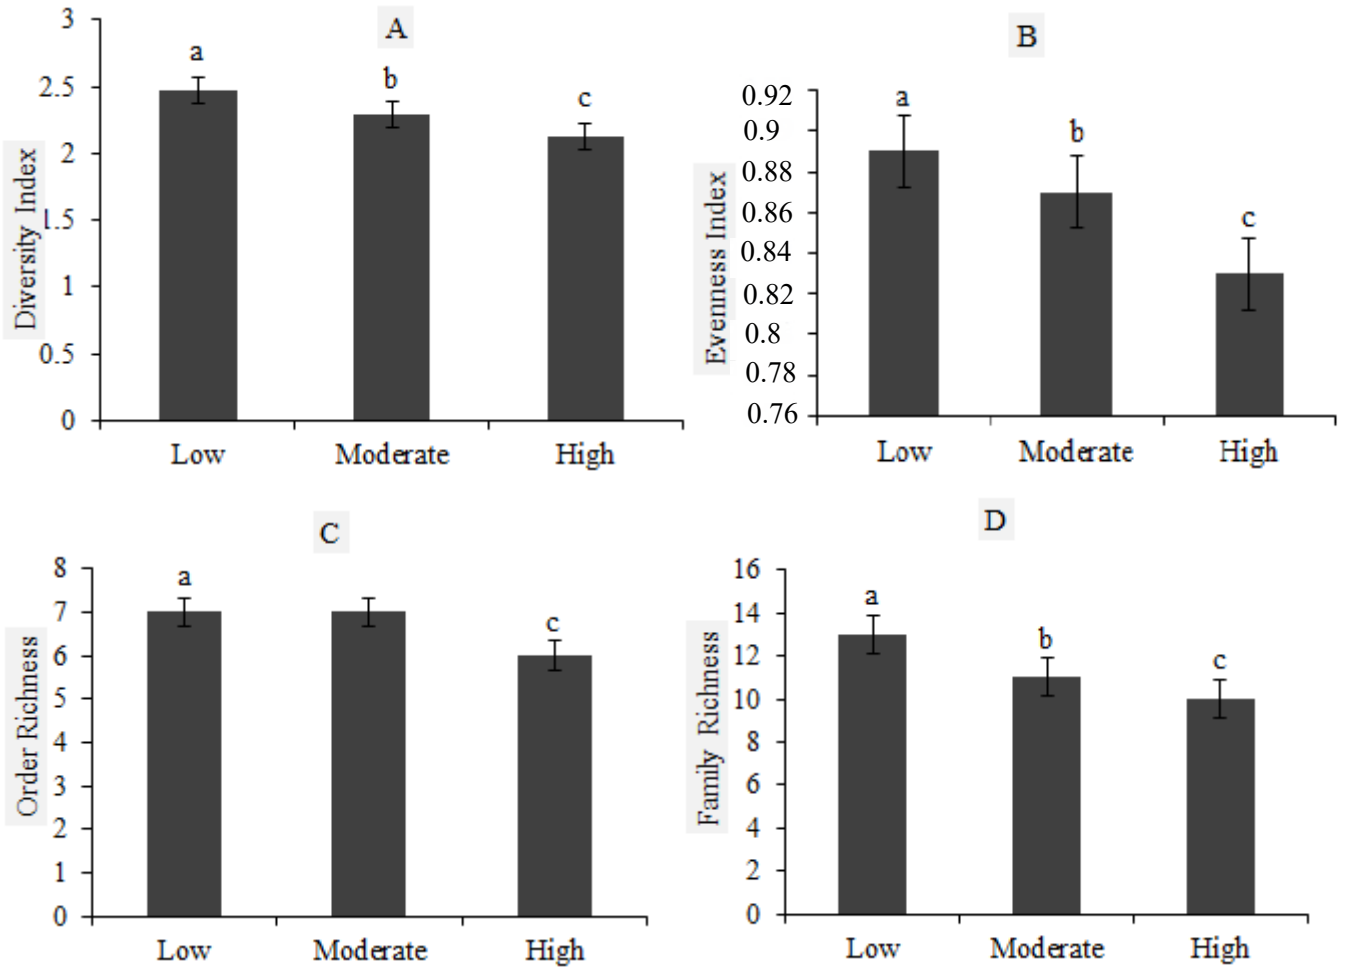 A
3
2.5
2
1.5
1
0.5
0
Diversity Index
a
b
c
Low Moderate High
B
0.92
0.9
0.88
0.86
0.84
0.82
0.8
0.78
0.76
Evenness Index
a
b
c
Low Moderate High
C
8
7
6
5
4
3
2
1
0
Order Richness
a
c
Low Moderate High
D
16
14
12
10
8
6
4
2
0
Family Richness
a
b
c
Low Moderate High